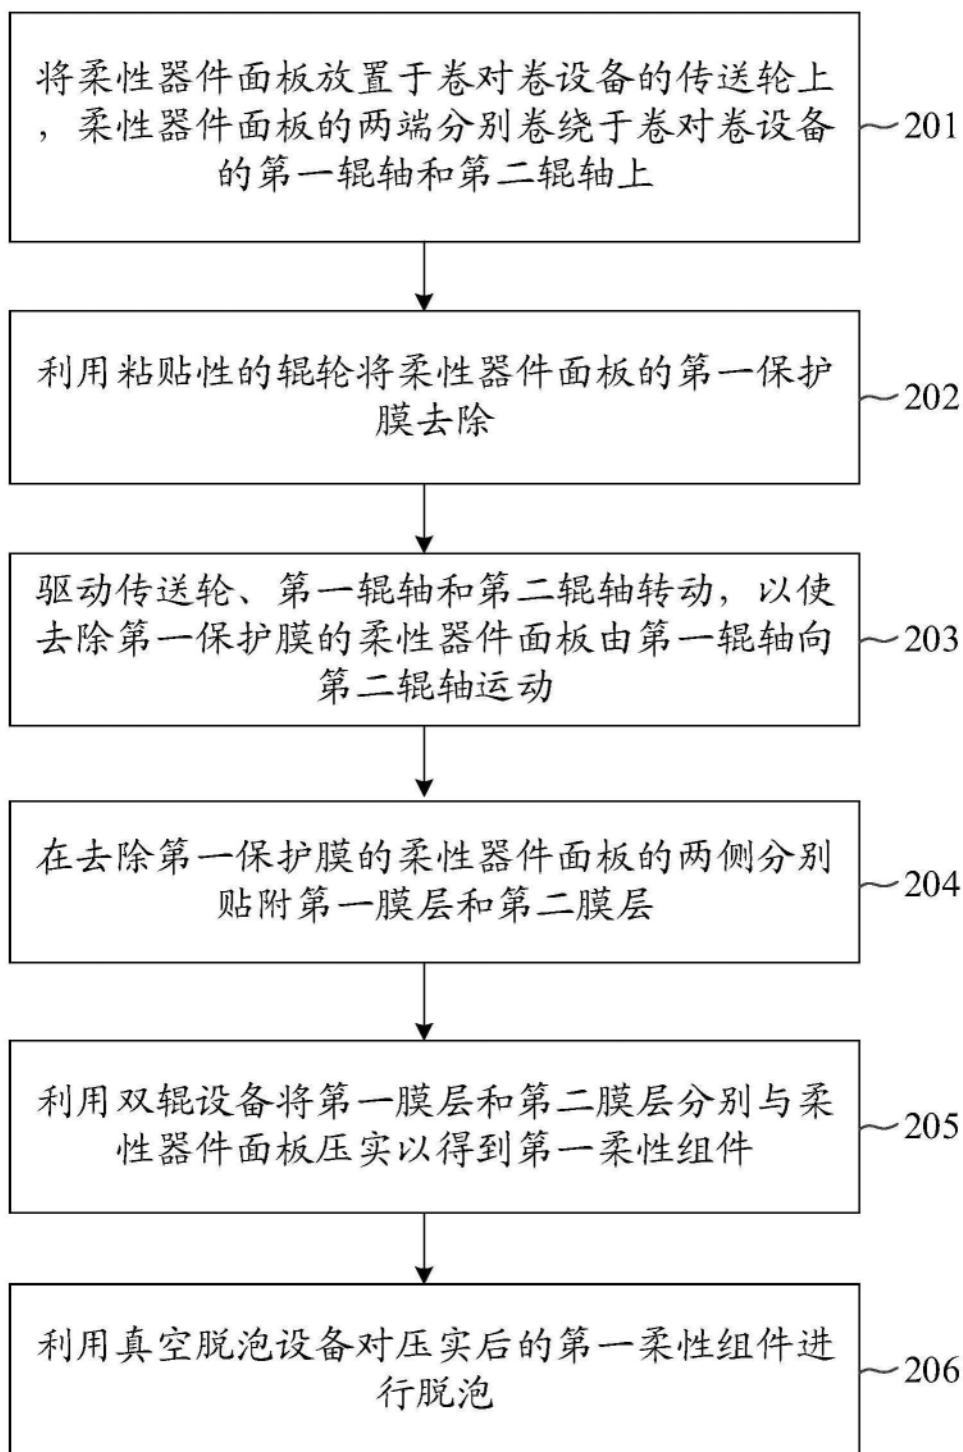 将柔性器件面板放置于卷对卷设备的传送轮上
，柔性器件面板的两端分别卷绕于卷对卷设备
的第一辊轴和第二辊轴上
201
利用粘贴性的辊轮将柔性器件面板的第一保护
膜去除
202
驱动传送轮、第一辊轴和第二辊轴转动，以使
去除第一保护膜的柔性器件面板由第一辊轴向
第二辊轴运动
203
在去除第一保护膜的柔性器件面板的两侧分别
贴附第一膜层和第二膜层
204
利用双辊设备将第一膜层和第二膜层分别与柔
性器件面板压实以得到第一柔性组件
205
利用真空脱泡设备对压实后的第一柔性组件进
行脱泡
206